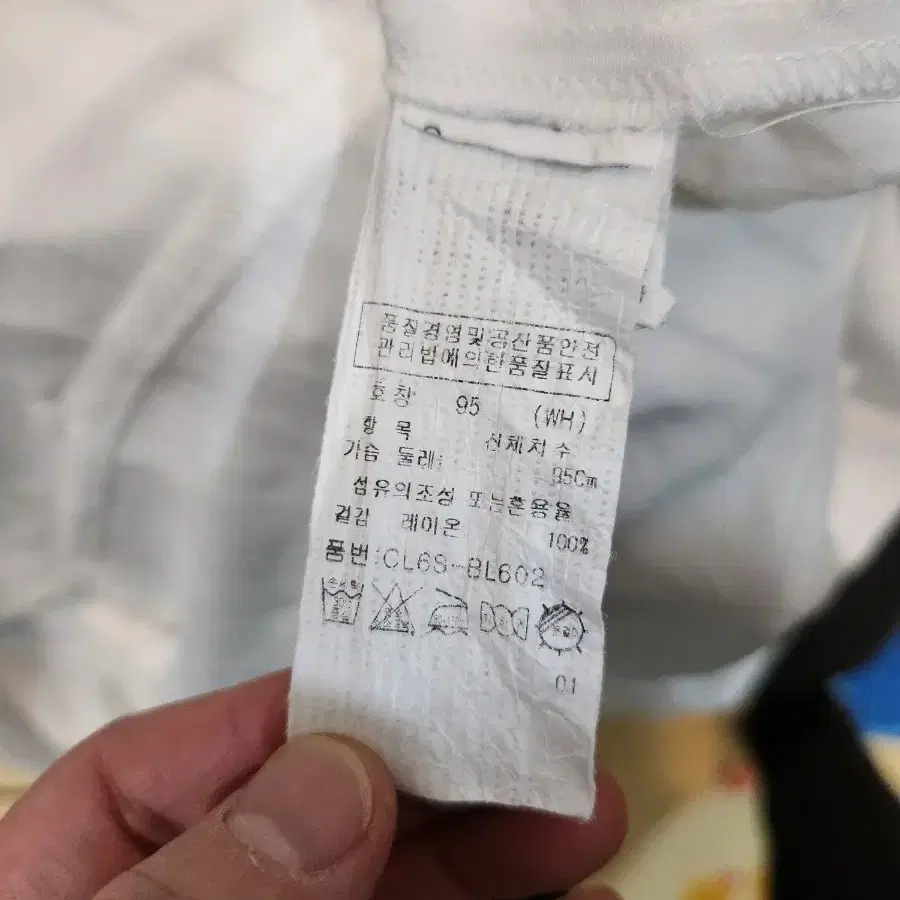 품질경영및공산품안전
관리법에의한품질표시
호칭 95 (WH)
항 목 신체치수
가슴 둘레: 95Cm
섬유의조성 또는혼용율
겉감 레이온 100%
품번:CL6S-BL602
01